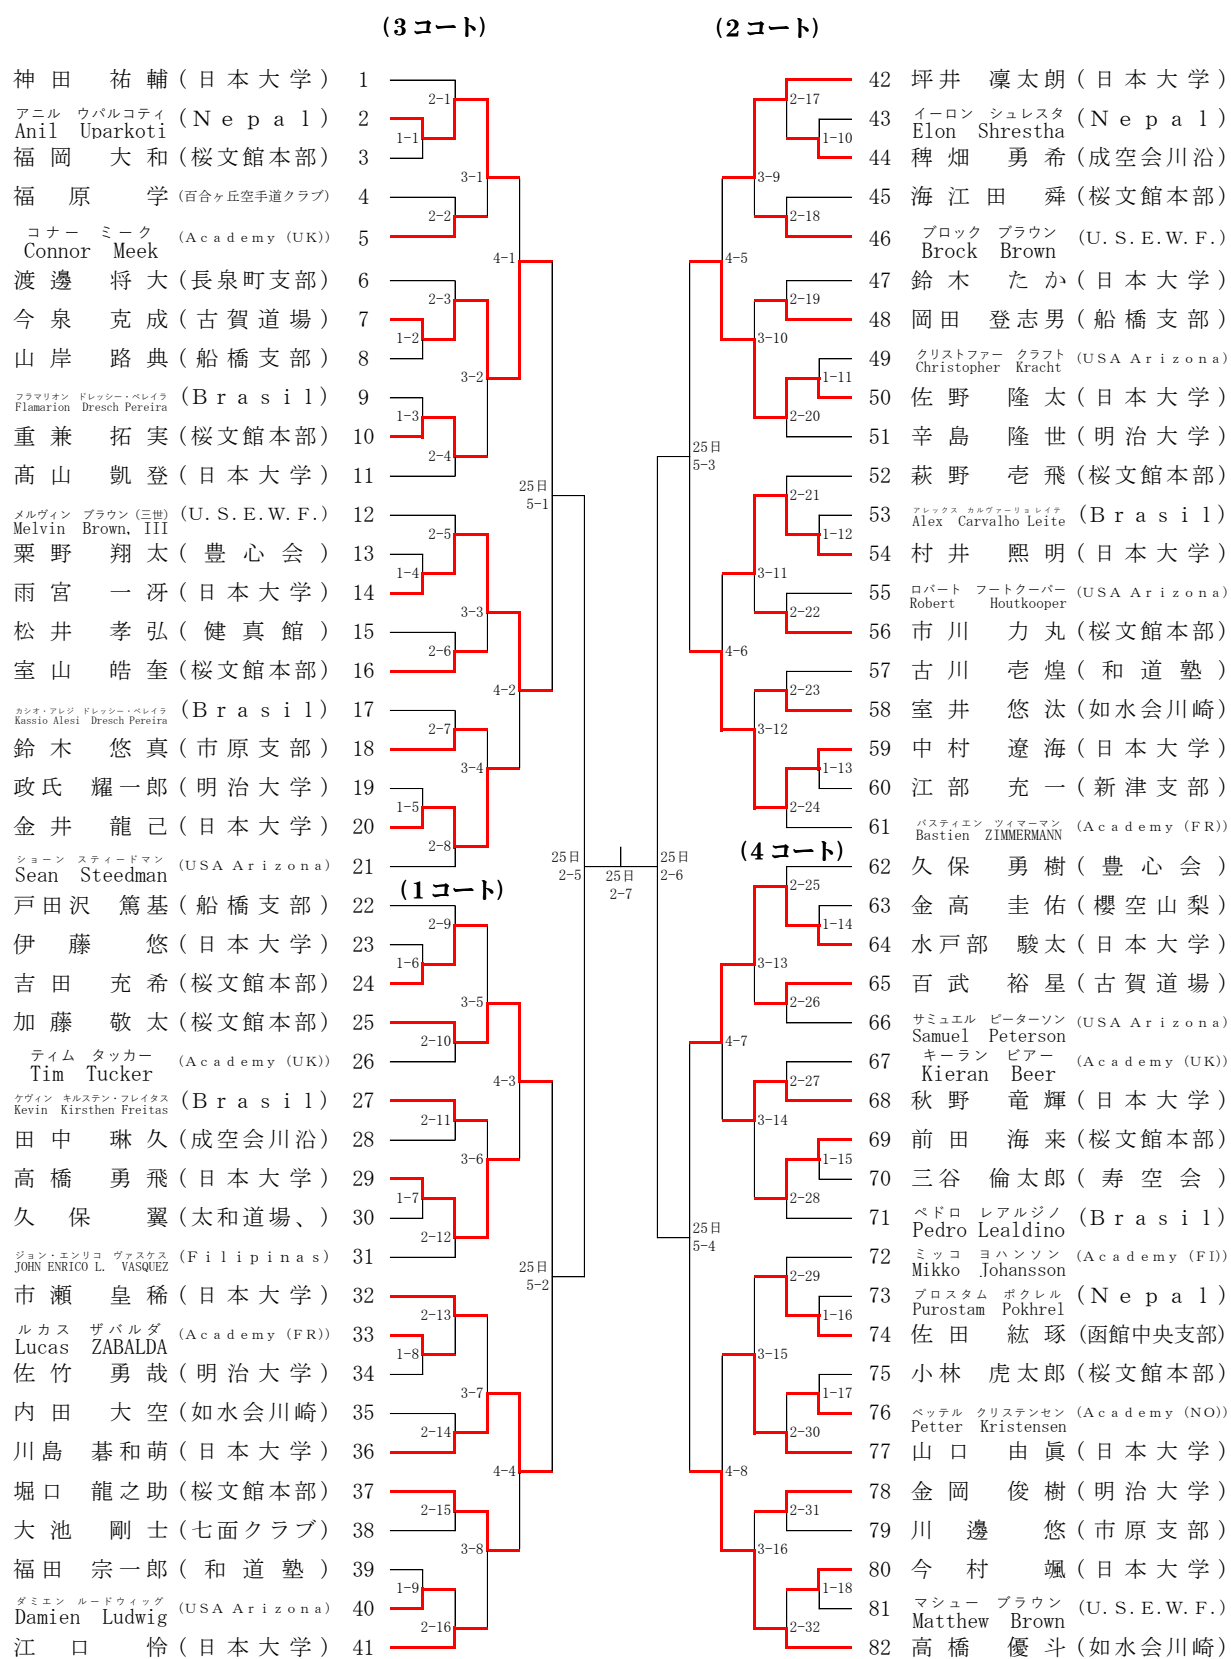 (3コート)
神田 祐輔 (日本大学) 1
アニル ウパルコティ
Anil Uparkoti (Nepal) 2
福岡 大和 (桜文館本部) 3
福原 学 (百合ヶ丘空手道クラブ) 4
コナー ミーク
Connor Meek (Academy (UK)) 5
渡邊 将大 (長泉町支部) 6
今泉 克成 (古賀道場) 7
山岸 路典 (船橋支部) 8
フラマリオン ドレッシー・ペレイラ
Flamarion Dresch Pereira (Brasil) 9
重兼 拓実 (桜文館本部) 10
髙山 凱登 (日本大学) 11
メルヴィン ブラウン (三世)
Melvin Brown, III (U.S.E.W.F.) 12
粟野 翔太 (豊心会) 13
雨宮 一冴 (日本大学) 14
松井 孝弘 (健真館) 15
室山 皓奎 (桜文館本部) 16
カシオ・アレジ ドレッシー・ペレイラ
Kassio Alesi Dresch Pereira (Brasil) 17
鈴木 悠真 (市原支部) 18
政氏 耀一郎 (明治大学) 19
金井 龍己 (日本大学) 20
ショーン スティードマン
Sean Steedman (USA Arizona) 21
(1コート)
戸田沢 篤基 (船橋支部) 22
伊藤 悠 (日本大学) 23
吉田 充希 (桜文館本部) 24
加藤 敬太 (桜文館本部) 25
ティム タッカー
Tim Tucker (Academy (UK)) 26
ケヴィン キルステン・フレイタス
Kevin Kirsthen Freitas (Brasil) 27
田中 琳久 (成空会川沿) 28
高橋 勇飛 (日本大学) 29
久保 翼 (太和道場、) 30
ジョン・エンリコ ヴァスケス
JOHN ENRICO L. VASQUEZ (Filipinas) 31
市瀬 皇稀 (日本大学) 32
ルカス ザバルダ
Lucas ZABALDA (Academy (FR)) 33
佐竹 勇哉 (明治大学) 34
内田 大空 (如水会川崎) 35
川島 碁和萌 (日本大学) 36
堀口 龍之助 (桜文館本部) 37
大池 剛士 (七面クラブ) 38
福田 宗一郎 (和道塾) 39
ダミエン ルードウィッグ
Damien Ludwig (USA Arizona) 40
江口 怜 (日本大学) 41
1-1
1-2
1-3
1-4
1-5
1-6
1-7
1-8
1-9
2-1
2-2
2-3
2-4
2-5
2-6
2-7
2-8
2-9
2-10
2-11
2-12
2-13
2-14
2-15
2-16
3-1
3-2
3-3
3-4
3-5
3-6
3-7
3-8
4-1
4-2
4-3
4-4
25日
5-1
25日
5-2
25日
2-5
25日
2-7
25日
2-6
25日
5-3
25日
5-4
4-5
4-6
4-7
4-8
3-9
3-10
3-11
3-12
3-13
3-14
3-15
3-16
2-17
2-18
2-19
2-20
2-21
2-22
2-23
2-24
2-25
2-26
2-27
2-28
2-29
2-30
2-31
2-32
1-10
1-11
1-12
1-13
1-14
1-15
1-16
1-17
1-18
(2コート)
42 坪井 凜太朗 (日本大学)
イーロン シュレスタ
43 Elon Shrestha (Nepal)
44 稗畑 勇希 (成空会川沿)
45 海江田 舜 (桜文館本部)
ブロック ブラウン
46 Brock Brown (U.S.E.W.F.)
47 鈴木 たか (日本大学)
48 岡田 登志男 (船橋支部)
クリストファー クラフト
49 Christopher Kracht (USA Arizona)
50 佐野 隆太 (日本大学)
51 辛島 隆世 (明治大学)
52 萩野 壱飛 (桜文館本部)
アレックス カルヴァーリョ レイテ
53 Alex Carvalho Leite (Brasil)
54 村井 熙明 (日本大学)
ロバート フートクーパー
55 Robert Houtkooper (USA Arizona)
56 市川 力丸 (桜文館本部)
57 古川 壱煌 (和道塾)
58 室井 悠汰 (如水会川崎)
59 中村 遼海 (日本大学)
60 江部 充一 (新津支部)
バスティエン ツィマーマン
61 Bastien ZIMMERMANN (Academy (FR))
(4コート)
62 久保 勇樹 (豊心会)
63 金高 圭佑 (櫻空山梨)
64 水戸部 駿太 (日本大学)
65 百武 裕星 (古賀道場)
サミュエル ピーターソン
66 Samuel Peterson (USA Arizona)
キーラン ビアー
67 Kieran Beer (Academy (UK))
68 秋野 竜輝 (日本大学)
69 前田 海来 (桜文館本部)
70 三谷 倫太郎 (寿空会)
ペドロ レアルジノ
71 Pedro Lealdino (Brasil)
ミッコ ヨハンソン
72 Mikko Johansson (Academy (FI))
プロスタム ポクレル
73 Purostam Pokhrel (Nepal)
74 佐田 紘琢 (函館中央支部)
75 小林 虎太郎 (桜文館本部)
ペッテル クリステンセン
76 Petter Kristensen (Academy (NO))
77 山口 由眞 (日本大学)
78 金岡 俊樹 (明治大学)
79 川邊 悠 (市原支部)
80 今村 颯 (日本大学)
マシュー ブラウン
81 Matthew Brown (U.S.E.W.F.)
82 高橋 優斗 (如水会川崎)